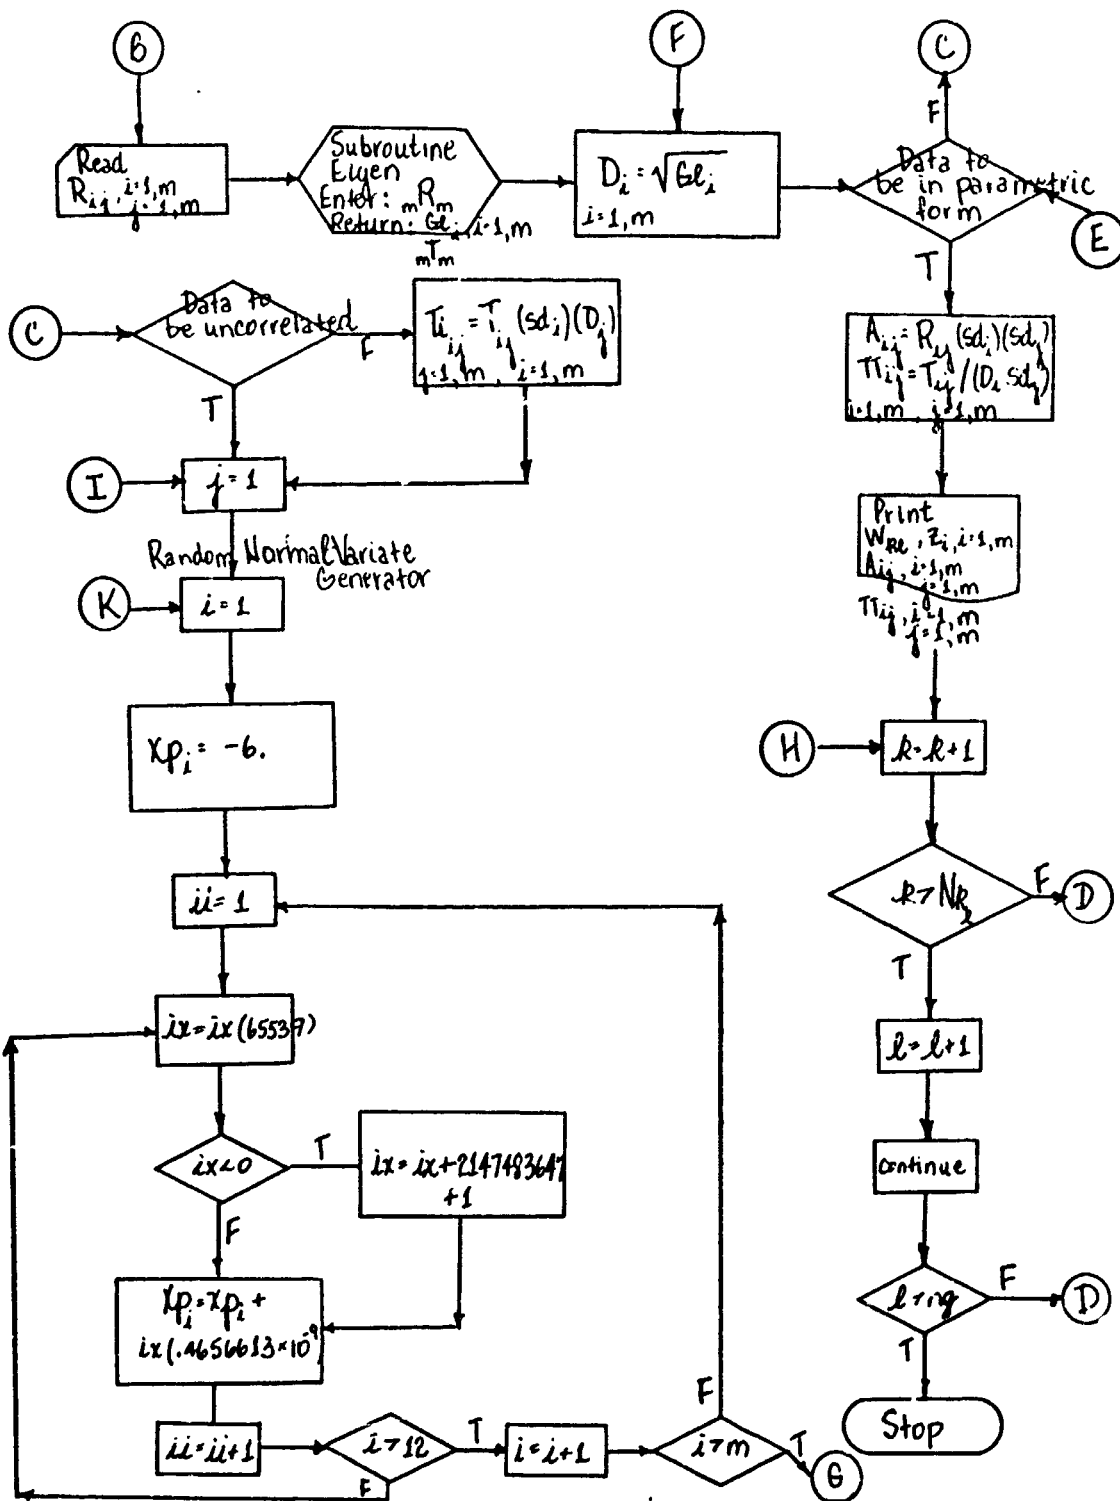 B
F
C
Read
R_ij, i=1,m
j=1,m
Subroutine
Eigen
Enter: mRm
Return: Gl_i, i=1,m
mTm
D_i = √Gl_i
i=1,m
F
Data to
be in parametric
form
E
T
C
Data to
be uncorrelated
F
T
Ti_ij = T_ij (sd_i)(D_j)
j=1,m, i=1,m
A_ij = R_ij (sd_i)(sd_j)
TT_ij = T_ij/(D_i sd_j)
i=1,m, j=1,m
I
j=1
Random Normal Variate
Generator
K
i=1
Print
W_kl, Z_i, i=1,m
A_ij, i=1,m
j=1,m
TT_ij, i=1,m
j=1,m
Xp_i = -6.
H
k=k+1
ii=1
k>N
F
D
T
ix=ix(65539)
l=l+1
ix<0
T
ix=ix+2147483647
+1
F
continue
Xp_i=Xp_i+
ix(.4656613×10^-9)
l>ng
F
D
T
Stop
ii=ii+1
i>12
T
F
i=i+1
i>m
F
T
G